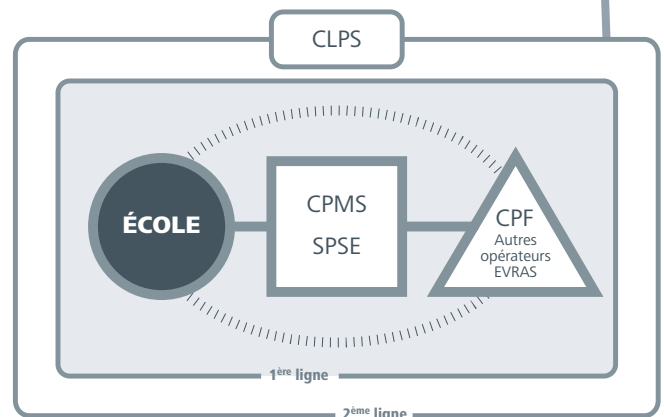 CLPS
ÉCOLE
CPMS
SPSE
CPF
Autres
opérateurs
EVRAS
1ère ligne
2ème ligne